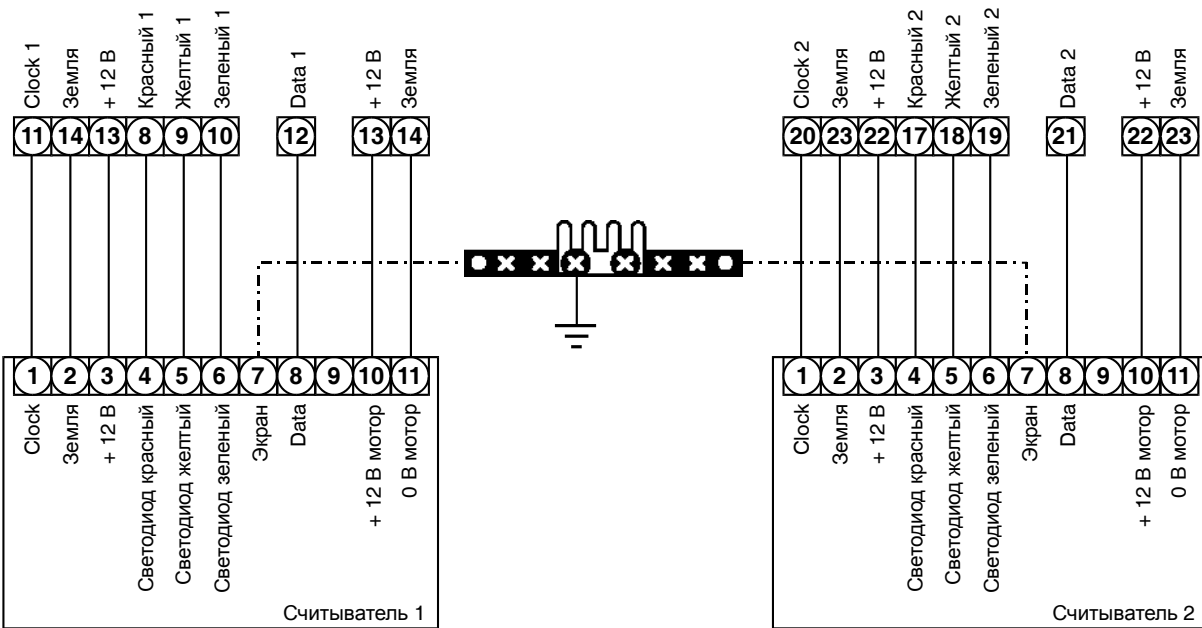 Clock 1
Земля
+ 12 В
Красный 1
Желтый 1
Зеленый 1
Data 1
+ 12 В
Земля
11 14 13 8 9 10 12 13 14
Clock 2
Земля
+ 12 В
Красный 2
Желтый 2
Зеленый 2
Data 2
+ 12 В
Земля
20 23 22 17 18 19 21 22 23
1 2 3 4 5 6 7 8 9 10 11
Clock
Земля
+ 12 В
Светодиод красный
Светодиод желтый
Светодиод зеленый
Экран
Data
+ 12 В мотор
0 В мотор
Считыватель 1
1 2 3 4 5 6 7 8 9 10 11
Clock
Земля
+ 12 В
Светодиод красный
Светодиод желтый
Светодиод зеленый
Экран
Data
+ 12 В мотор
0 В мотор
Считыватель 2